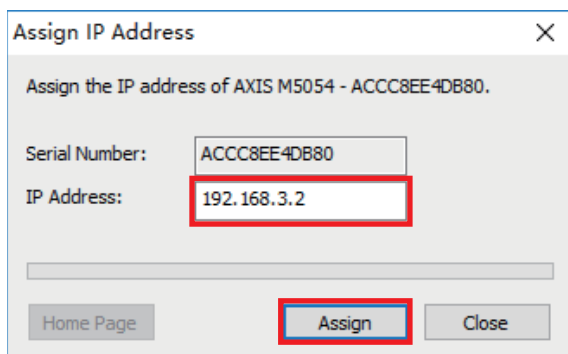 Assign IP Address
Assign the IP address of AXIS M5054 - ACCC8EE4DB80.
Serial Number: ACCC8EE4DB80
IP Address: 192.168.3.2
Home Page Assign Close